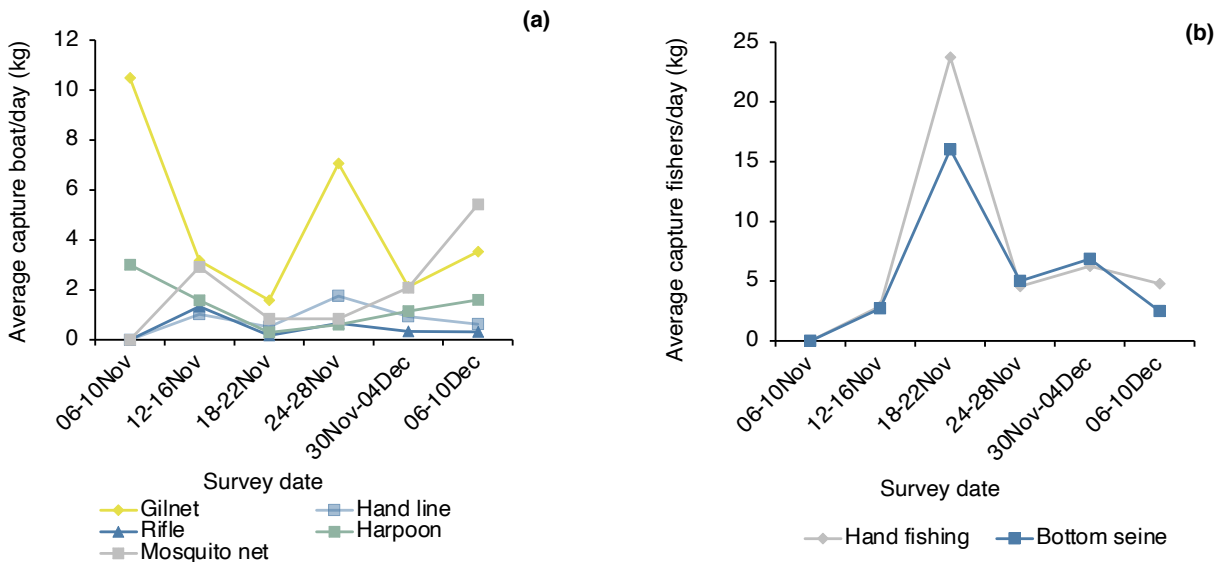 (a)
Average capture boat/day (kg)
12
10
8
6
4
2
0
06-10Nov
12-16Nov
18-22Nov
24-28Nov
30Nov-04Dec
06-10Dec
Survey date
Gilnet
Hand line
Rifle
Harpoon
Mosquito net
(b)
Average capture fishers/day (kg)
25
20
15
10
5
0
06-10Nov
12-16Nov
18-22Nov
24-28Nov
30Nov-04Dec
06-10Dec
Survey date
Hand fishing
Bottom seine